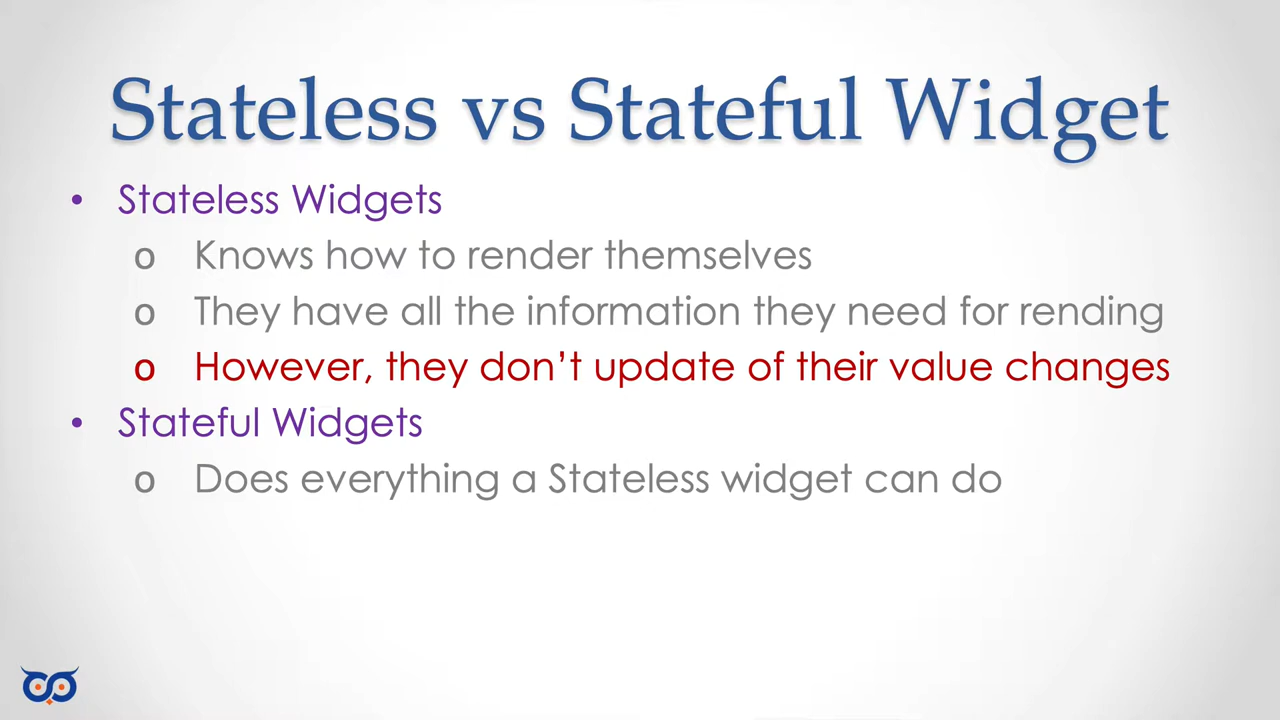 Stateless vs Stateful Widget
• Stateless Widgets
o Knows how to render themselves
o They have all the information they need for rending
o However, they don’t update of their value changes
• Stateful Widgets
o Does everything a Stateless widget can do